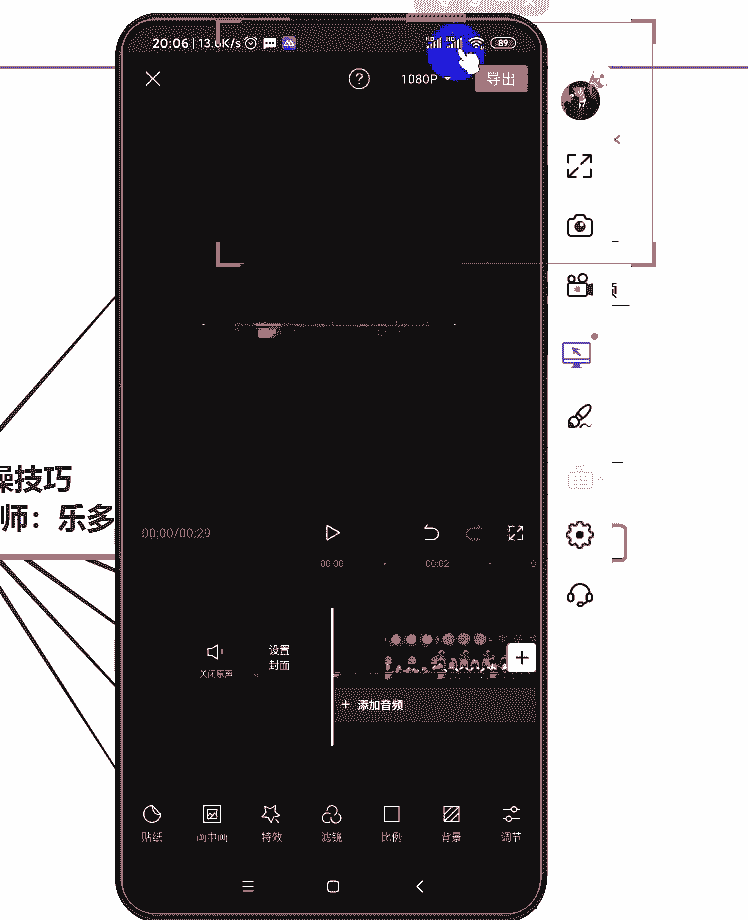 20:06 | 13.6K/s
89
1080P
导出
操技巧
师：乐多
00:00/00:29
00:00
00:02
关闭原声
设置
封面
+ 添加音频
贴纸
画中画
特效
滤镜
比例
背景
调节